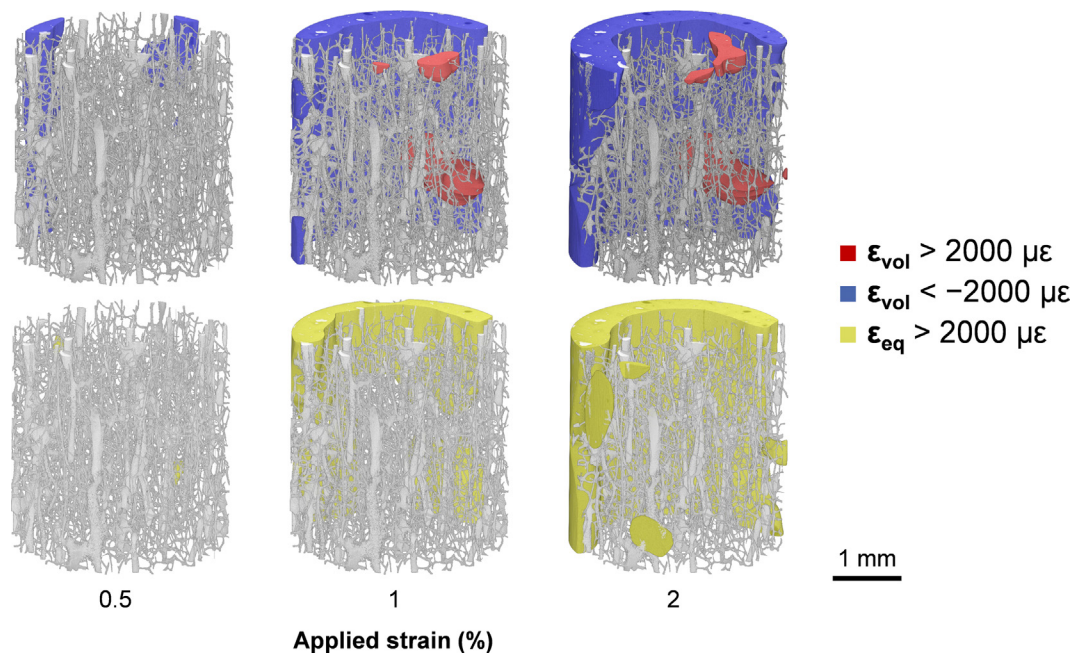 ε_vol > 2000 με
ε_vol < −2000 με
ε_eq > 2000 με
1 mm
0.5 1 2
Applied strain (%)